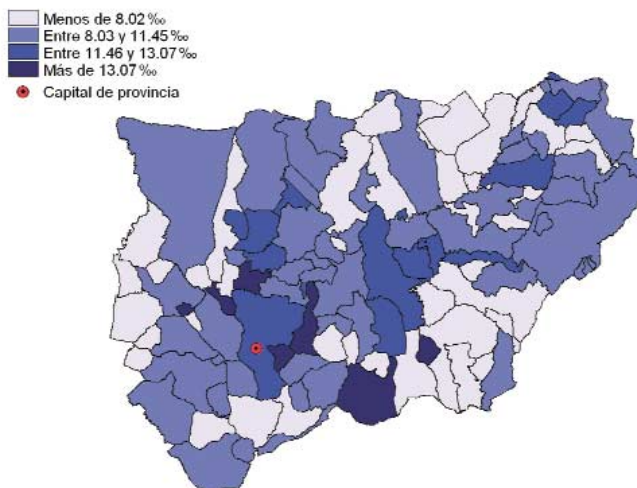 Menos de 8.02 ‰
Entre 8.03 y 11.45 ‰
Entre 11.46 y 13.07 ‰
Más de 13.07 ‰
Capital de provincia